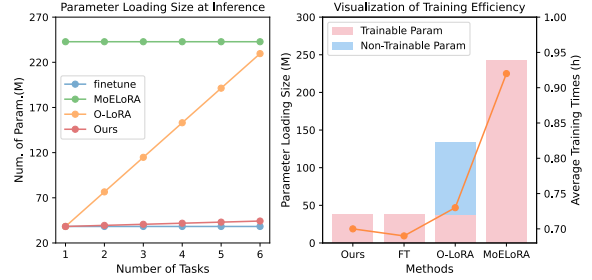 Parameter Loading Size at Inference
Num. of Param.(M)
270
220
170
120
70
20
finetune
MoELoRA
O-LoRA
Ours
1 2 3 4 5 6
Number of Tasks
Visualization of Training Efficiency
Parameter Loading Size (M)
300
250
200
150
100
50
0
Trainable Param
Non-Trainable Param
Ours FT O-LoRA MoELoRA
Methods
1.00
0.95
0.90
0.85
0.80
0.75
0.70
Average Training Times (h)